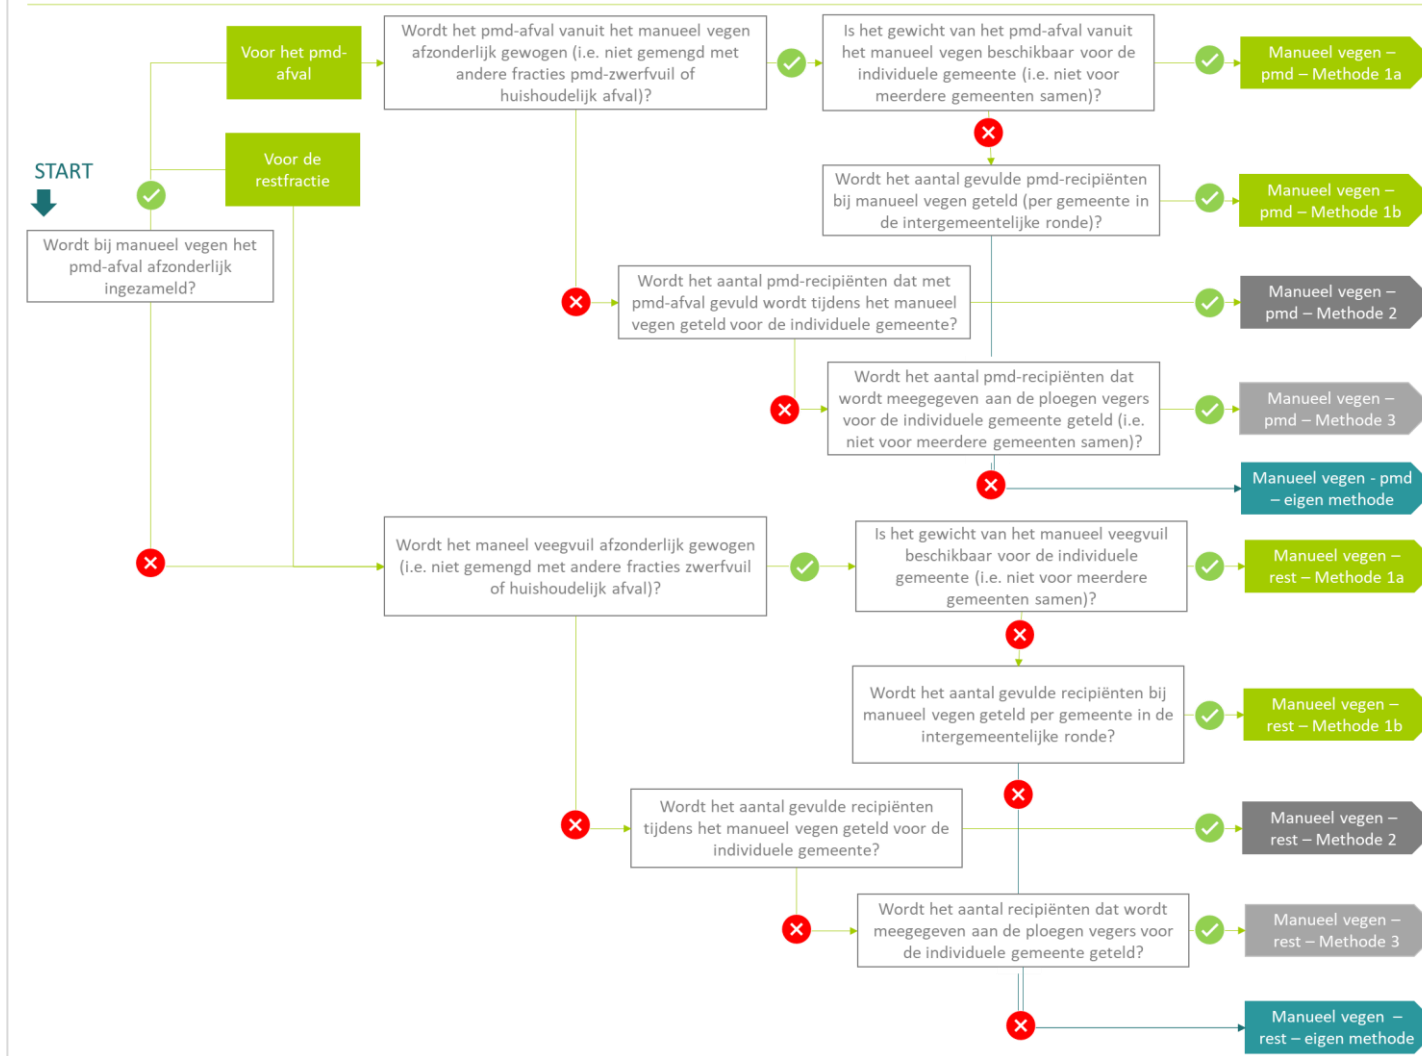 Voor het pmd-
afval
Wordt het pmd-afval vanuit het manueel vegen
afzonderlijk gewogen (i.e. niet gemengd met
andere fracties pmd-zwerfvuil of
huishoudelijk afval)?
Is het gewicht van het pmd-afval vanuit
het manueel vegen beschikbaar voor de
individuele gemeente (i.e. niet voor
meerdere gemeenten samen)?
Manueel vegen –
pmd – Methode 1a
Voor de
restfractie
START
Wordt bij manueel vegen het
pmd-afval afzonderlijk
ingezameld?
Wordt het aantal gevulde pmd-recipiënten
bij manueel vegen geteld (per gemeente in
de intergemeentelijke ronde)?
Manueel vegen –
pmd – Methode 1b
Wordt het aantal pmd-recipiënten dat met
pmd-afval gevuld wordt tijdens het manueel
vegen geteld voor de individuele gemeente?
Manueel vegen –
pmd – Methode 2
Wordt het aantal pmd-recipiënten dat
wordt meegegeven aan de ploegen vegers
voor de individuele gemeente geteld (i.e.
niet voor meerdere gemeenten samen)?
Manueel vegen –
pmd – Methode 3
Manueel vegen - pmd
– eigen methode
Wordt het maneel veegvuil afzonderlijk gewogen
(i.e. niet gemengd met andere fracties zwerfvuil
of huishoudelijk afval)?
Is het gewicht van het manueel veegvuil
beschikbaar voor de individuele
gemeente (i.e. niet voor meerdere
gemeenten samen)?
Manueel vegen –
rest – Methode 1a
Wordt het aantal gevulde recipiënten bij
manueel vegen geteld per gemeente in de
intergemeentelijke ronde?
Manueel vegen –
rest – Methode 1b
Wordt het aantal gevulde recipiënten
tijdens het manueel vegen geteld voor de
individuele gemeente?
Manueel vegen –
rest – Methode 2
Wordt het aantal recipiënten dat wordt
meegegeven aan de ploegen vegers voor
de individuele gemeente geteld?
Manueel vegen –
rest – Methode 3
Manueel vegen –
rest – eigen methode